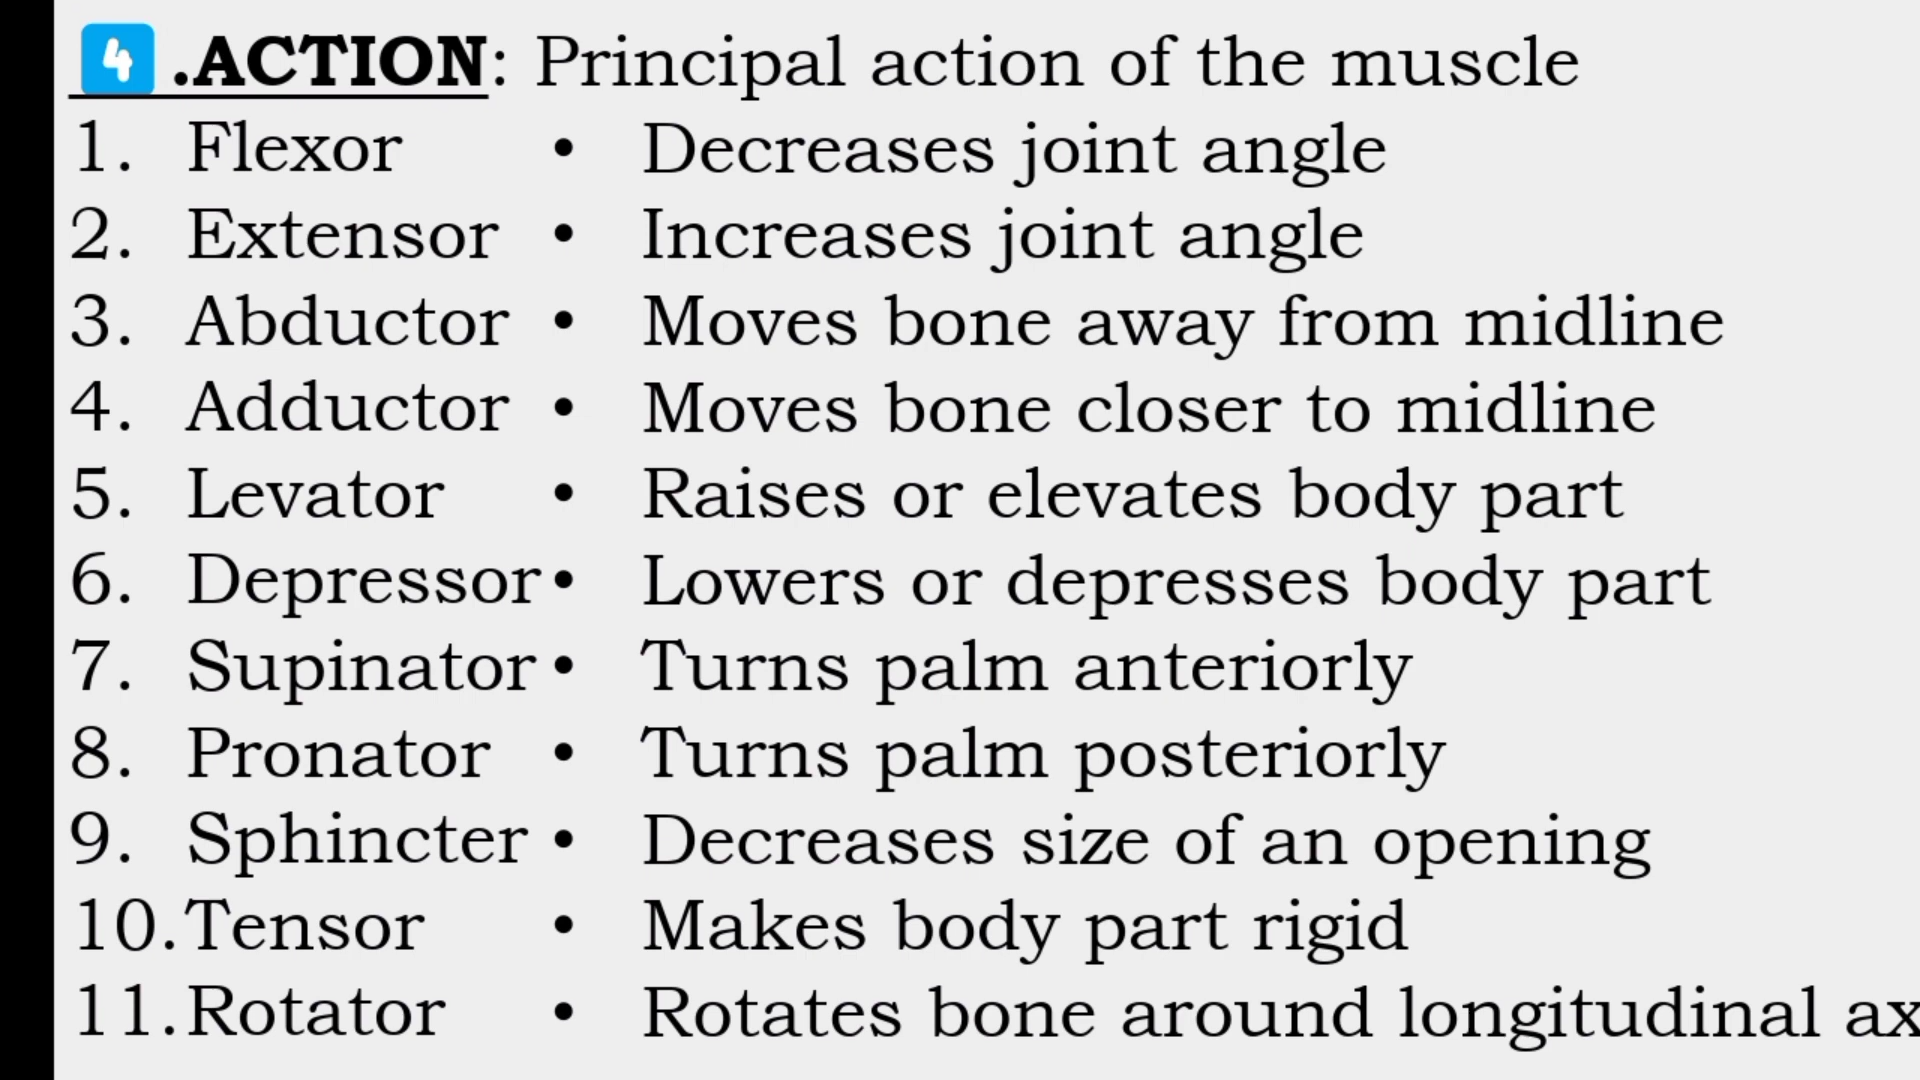 4 .ACTION: Principal action of the muscle
1. Flexor • Decreases joint angle
2. Extensor • Increases joint angle
3. Abductor • Moves bone away from midline
4. Adductor • Moves bone closer to midline
5. Levator • Raises or elevates body part
6. Depressor • Lowers or depresses body part
7. Supinator • Turns palm anteriorly
8. Pronator • Turns palm posteriorly
9. Sphincter • Decreases size of an opening
10. Tensor • Makes body part rigid
11. Rotator • Rotates bone around longitudinal